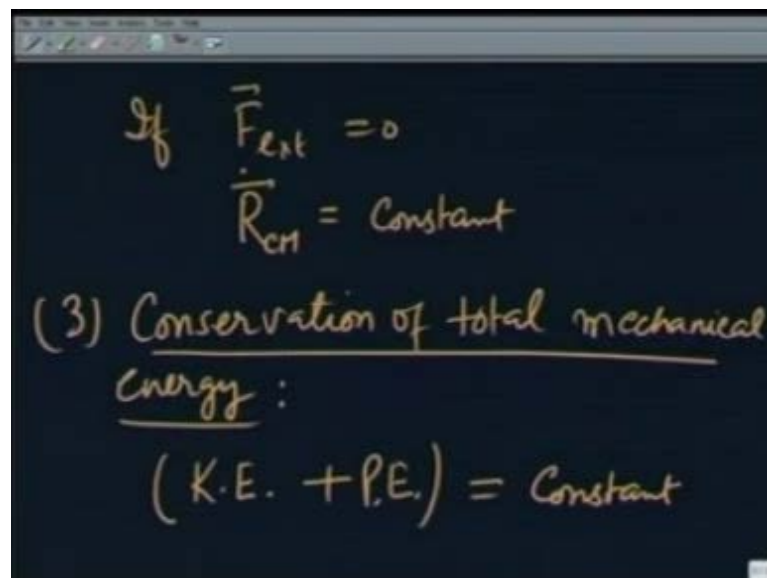 If F⃗ext = 0
Ṙ⃗CM = Constant
(3) Conservation of total mechanical
energy :
(K.E. + P.E.) = Constant